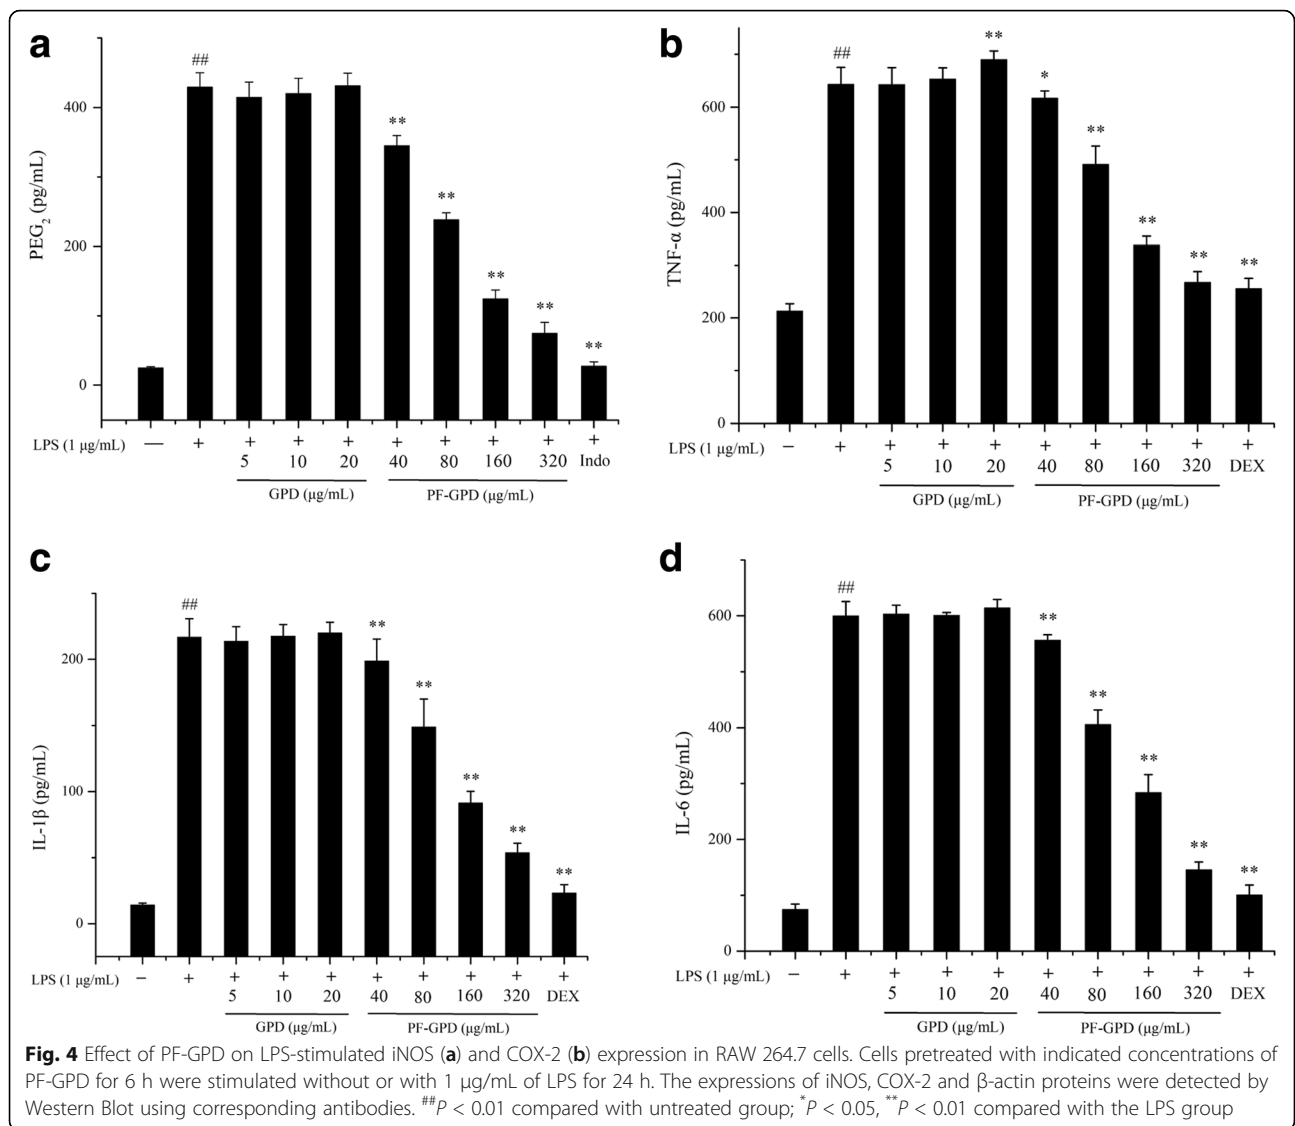 a
PEG2 (pg/mL)
400
200
0
##
**
**
**
**
**
LPS (1 μg/mL) — + + + + + + + + +
5 10 20 40 80 160 320 Indo
GPD (μg/mL) PF-GPD (μg/mL)
b
TNF-α (pg/mL)
600
400
200
0
##
**
*
**
**
**
**
LPS (1 μg/mL) − + + + + + + + + +
5 10 20 40 80 160 320 DEX
GPD (μg/mL) PF-GPD (μg/mL)
c
IL-1β (pg/mL)
200
100
0
##
**
**
**
**
**
LPS (1 μg/mL) − + + + + + + + + +
5 10 20 40 80 160 320 DEX
GPD (μg/mL) PF-GPD (μg/mL)
d
IL-6 (pg/mL)
600
400
200
0
##
**
**
**
**
**
LPS (1 μg/mL) − + + + + + + + + +
5 10 20 40 80 160 320 DEX
GPD (μg/mL) PF-GPD (μg/mL)
Fig. 4 Effect of PF-GPD on LPS-stimulated iNOS (a) and COX-2 (b) expression in RAW 264.7 cells. Cells pretreated with indicated concentrations of
PF-GPD for 6 h were stimulated without or with 1 μg/mL of LPS for 24 h. The expressions of iNOS, COX-2 and β-actin proteins were detected by
Western Blot using corresponding antibodies. ##P < 0.01 compared with untreated group; *P < 0.05, **P < 0.01 compared with the LPS group